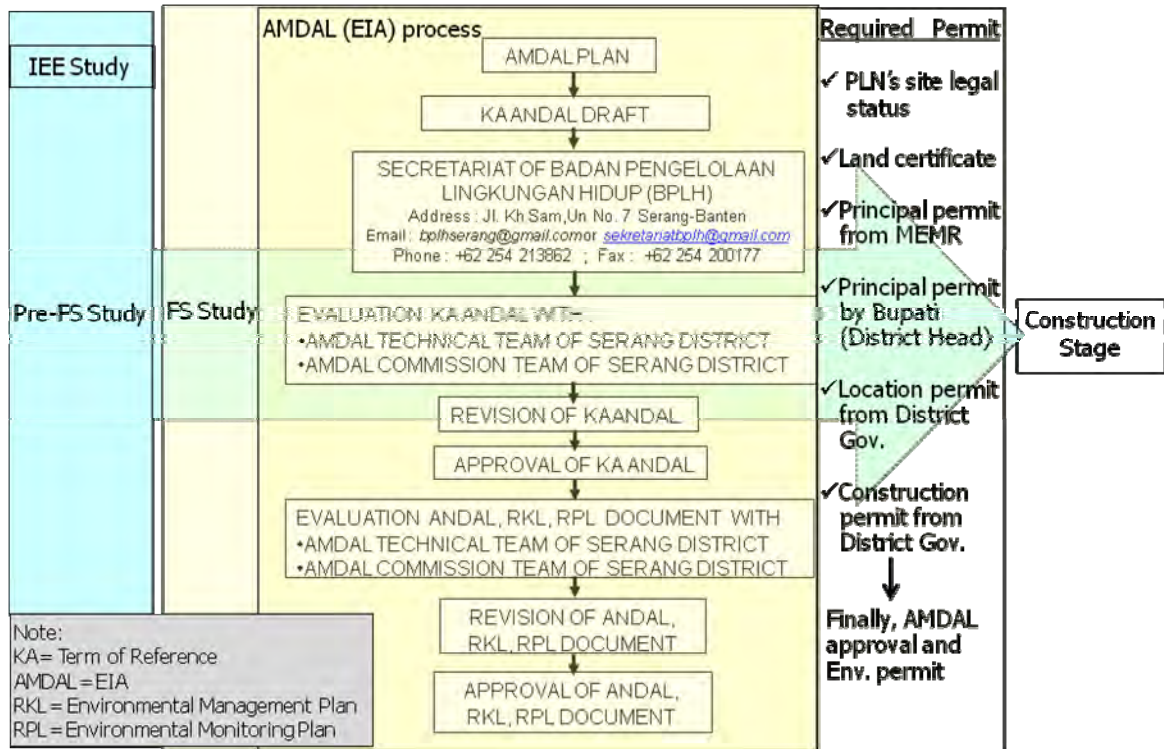 IEE Study
Pre-FS Study
FS Study
AMDAL (EIA) process
AMDAL PLAN
KA ANDAL DRAFT
SECRETARIAT OF BADAN PENGELOLAAN
LINGKUNGAN HIDUP (BPLH)
Address : Jl. Kh Sam,Un No. 7 Serang-Banten
Email : bplhserang@gmail.comor sekretariatbplh@gmail.com
Phone : +62 254 213862 ; Fax : +62 254 200177
EVALUATION KA ANDAL WITH :
•AMDAL TECHNICAL TEAM OF SERANG DISTRICT
•AMDAL COMMISSION TEAM OF SERANG DISTRICT
REVISION OF KA ANDAL
APPROVAL OF KA ANDAL
EVALUATION ANDAL, RKL, RPL DOCUMENT WITH
•AMDAL TECHNICAL TEAM OF SERANG DISTRICT
•AMDAL COMMISSION TEAM OF SERANG DISTRICT
REVISION OF ANDAL,
RKL, RPL DOCUMENT
APPROVAL OF ANDAL,
RKL, RPL DOCUMENT
Required Permit
✓ PLN's site legal
status
✓Land certificate
✓Principal permit
from MEMR
✓Principal permit
by Bupati
(District Head)
✓Location permit
from District
Gov.
✓Construction
permit from
District Gov.
Finally, AMDAL
approval and
Env. permit
Construction
Stage
Note:
KA= Term of Reference
AMDAL = EIA
RKL = Environmental Management Plan
RPL = Environmental Monitoring Plan